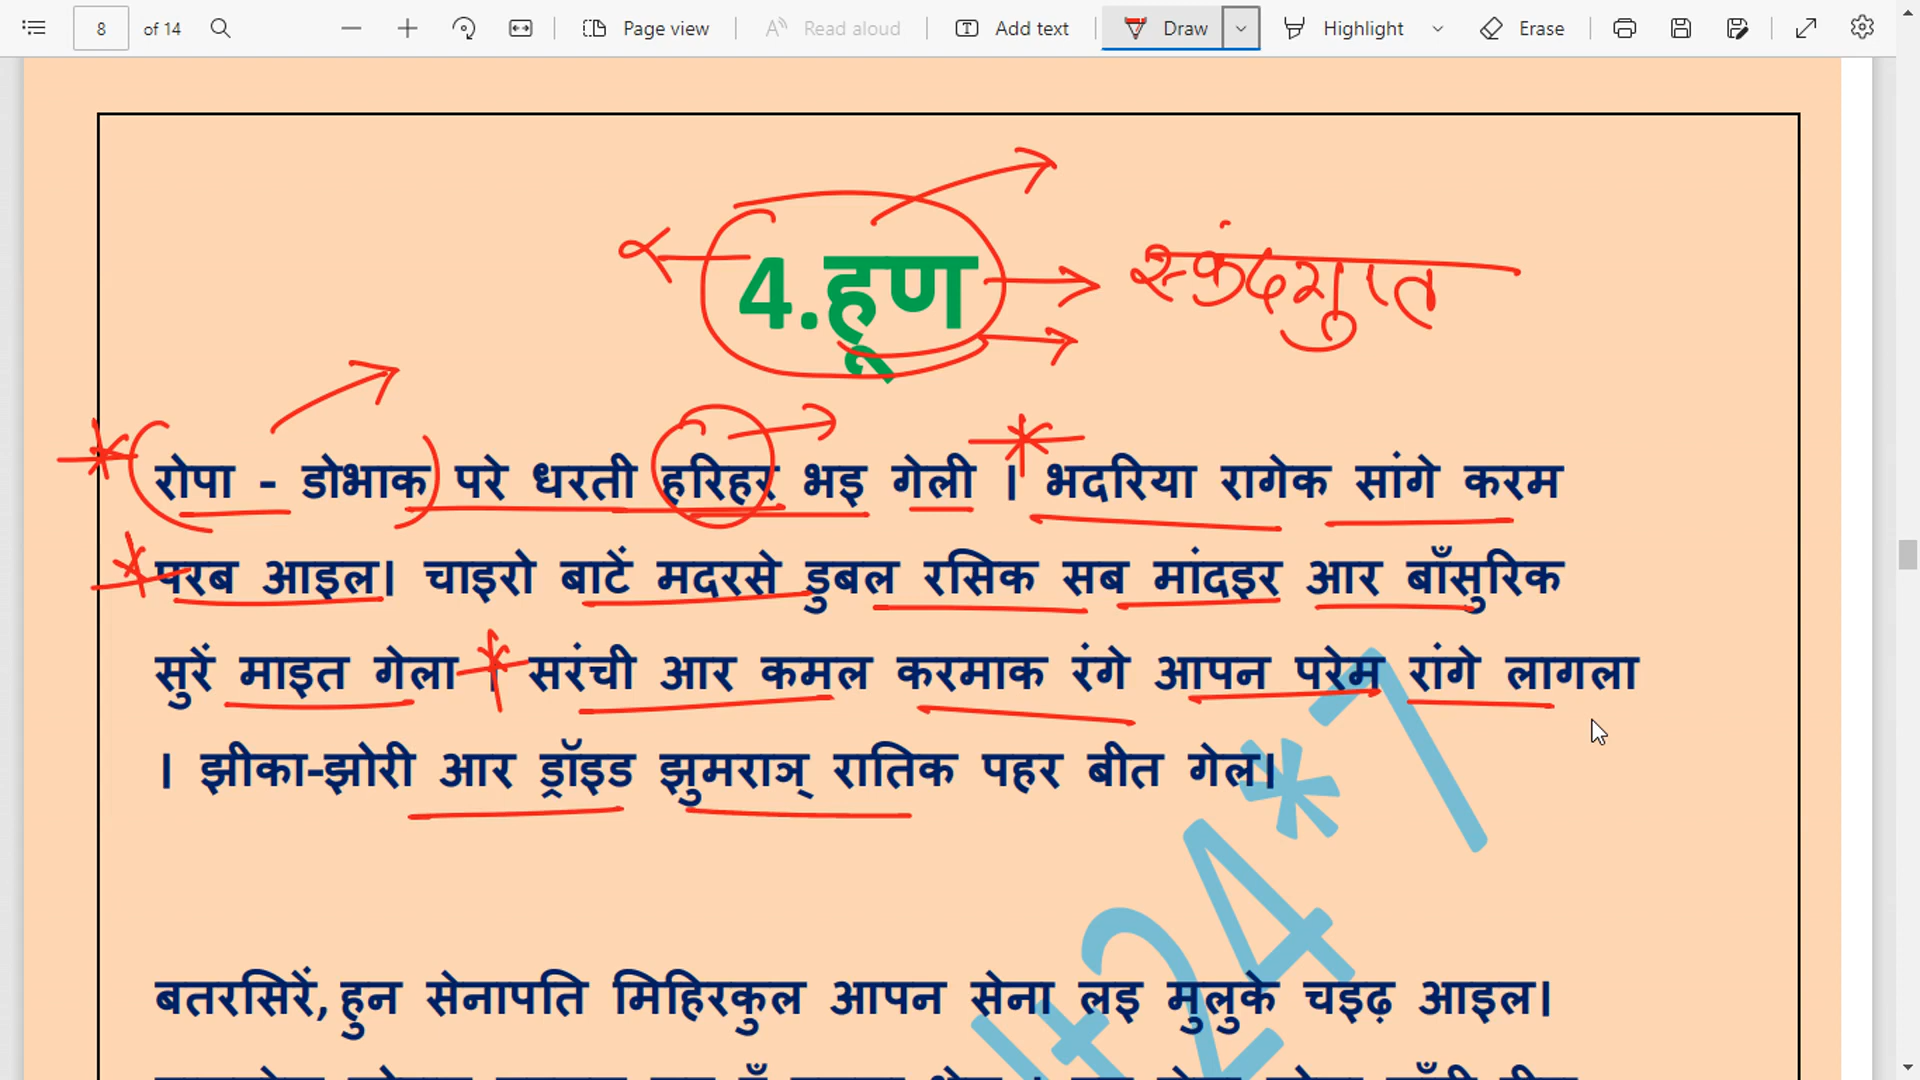 8 of 14 Page view Read aloud Add text Draw Highlight Erase
4.हूण
स्कंदगुप्त
रोपा - डोभाक परे धरती हरिहर भइ गेली । भदरिया रागेक सांगे करम
परब आइल। चाइरो बाटें मदरसे डुबल रसिक सब मांदइर आर बाँसुरिक
सुरें माइत गेला । सरंची आर कमल करमाक रंगे आपन परेम रांगे लागला
। झीका-झोरी आर ड्रॉइड झुमराञ् रातिक पहर बीत गेल।
बतरसिरें, हुन सेनापति मिहिरकुल आपन सेना लइ मुलुके चइढ़ आइल।
24*7